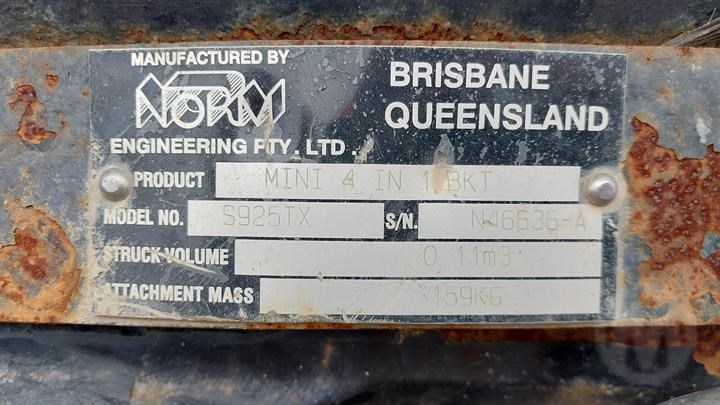 MANUFACTURED BY
NORM
ENGINEERING PTY. LTD.
BRISBANE
QUEENSLAND
PRODUCT MINI 4 IN 1 BKT
MODEL NO. S925TX S/N. N46636-A
STRUCK VOLUME 0.11m3
ATTACHMENT MASS 159KG